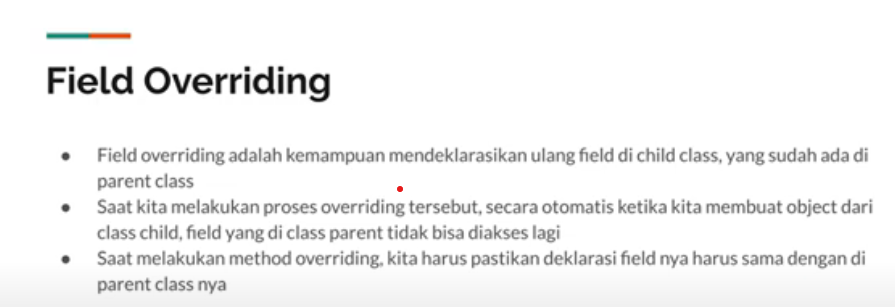 Field Overriding
● Field overriding adalah kemampuan mendeklarasikan ulang field di child class, yang sudah ada di
parent class
● Saat kita melakukan proses overriding tersebut, secara otomatis ketika kita membuat object dari
class child, field yang di class parent tidak bisa diakses lagi
● Saat melakukan method overriding, kita harus pastikan deklarasi field nya harus sama dengan di
parent class nya